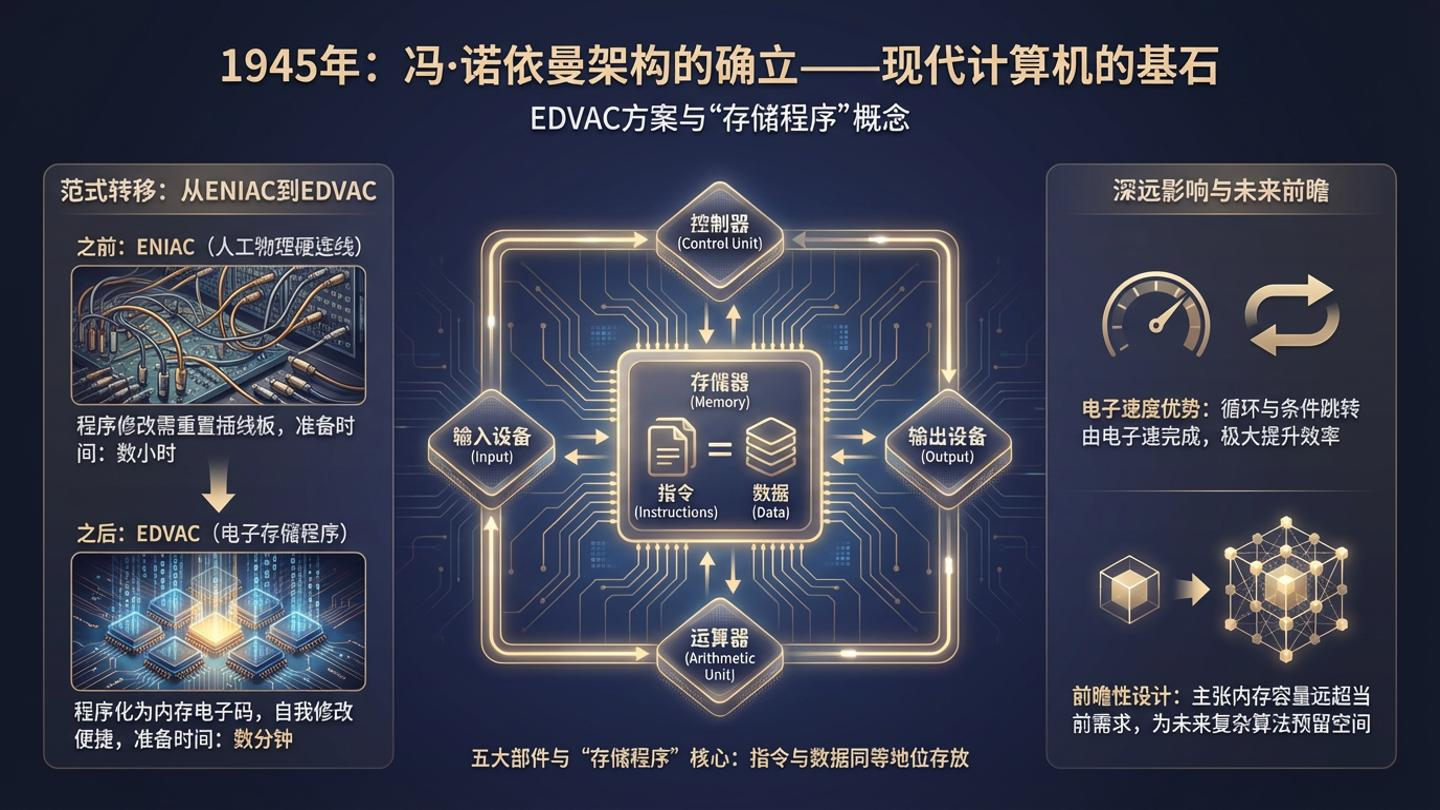 1945年：冯·诺依曼架构的确立——现代计算机的基石
EDVAC方案与“存储程序”概念
范式转移：从ENIAC到EDVAC
之前：ENIAC（人工物理硬连线）
程序修改需重置插线板，准备时
间：数小时
之后：EDVAC（电子存储程序）
程序化为内存电子码，自我修改
便捷，准备时间：数分钟
控制器
(Control Unit)
输入设备
(Input)
存储器
(Memory)
=
指令
(Instructions)
数据
(Data)
输出设备
(Output)
运算器
(Arithmetic
Unit)
五大部件与“存储程序”核心：指令与数据同等地位存放
深远影响与未来前瞻
电子速度优势：循环与条件跳转
由电子速完成，极大提升效率
前瞻性设计：主张内存容量远超当
前需求，为未来复杂算法预留空间